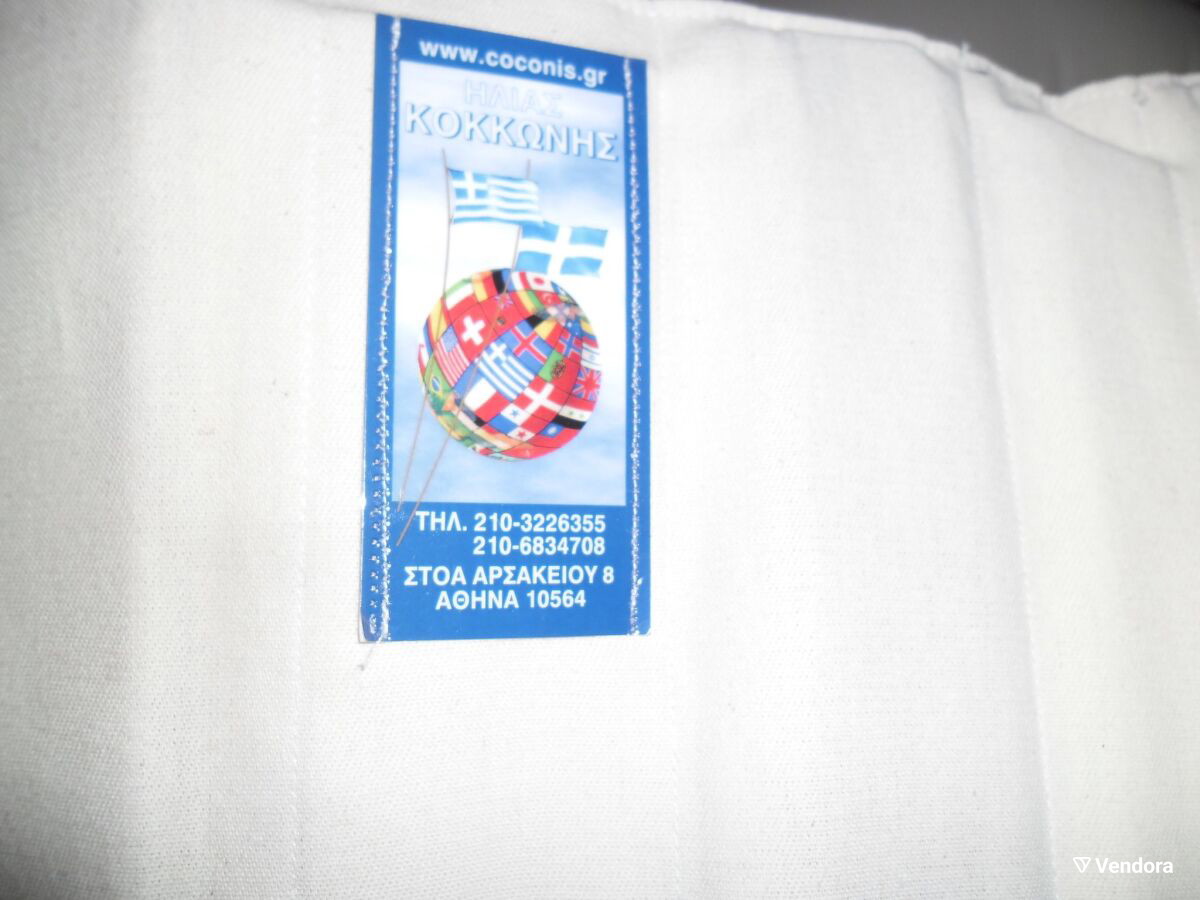 www.coconis.gr
ΗΛΙΑΣ
ΚΟΚΚΩΝΗΣ
ΤΗΛ. 210-3226355
210-6834708
ΣΤΟΑ ΑΡΣΑΚΕΙΟΥ 8
ΑΘΗΝΑ 10564
Vendora